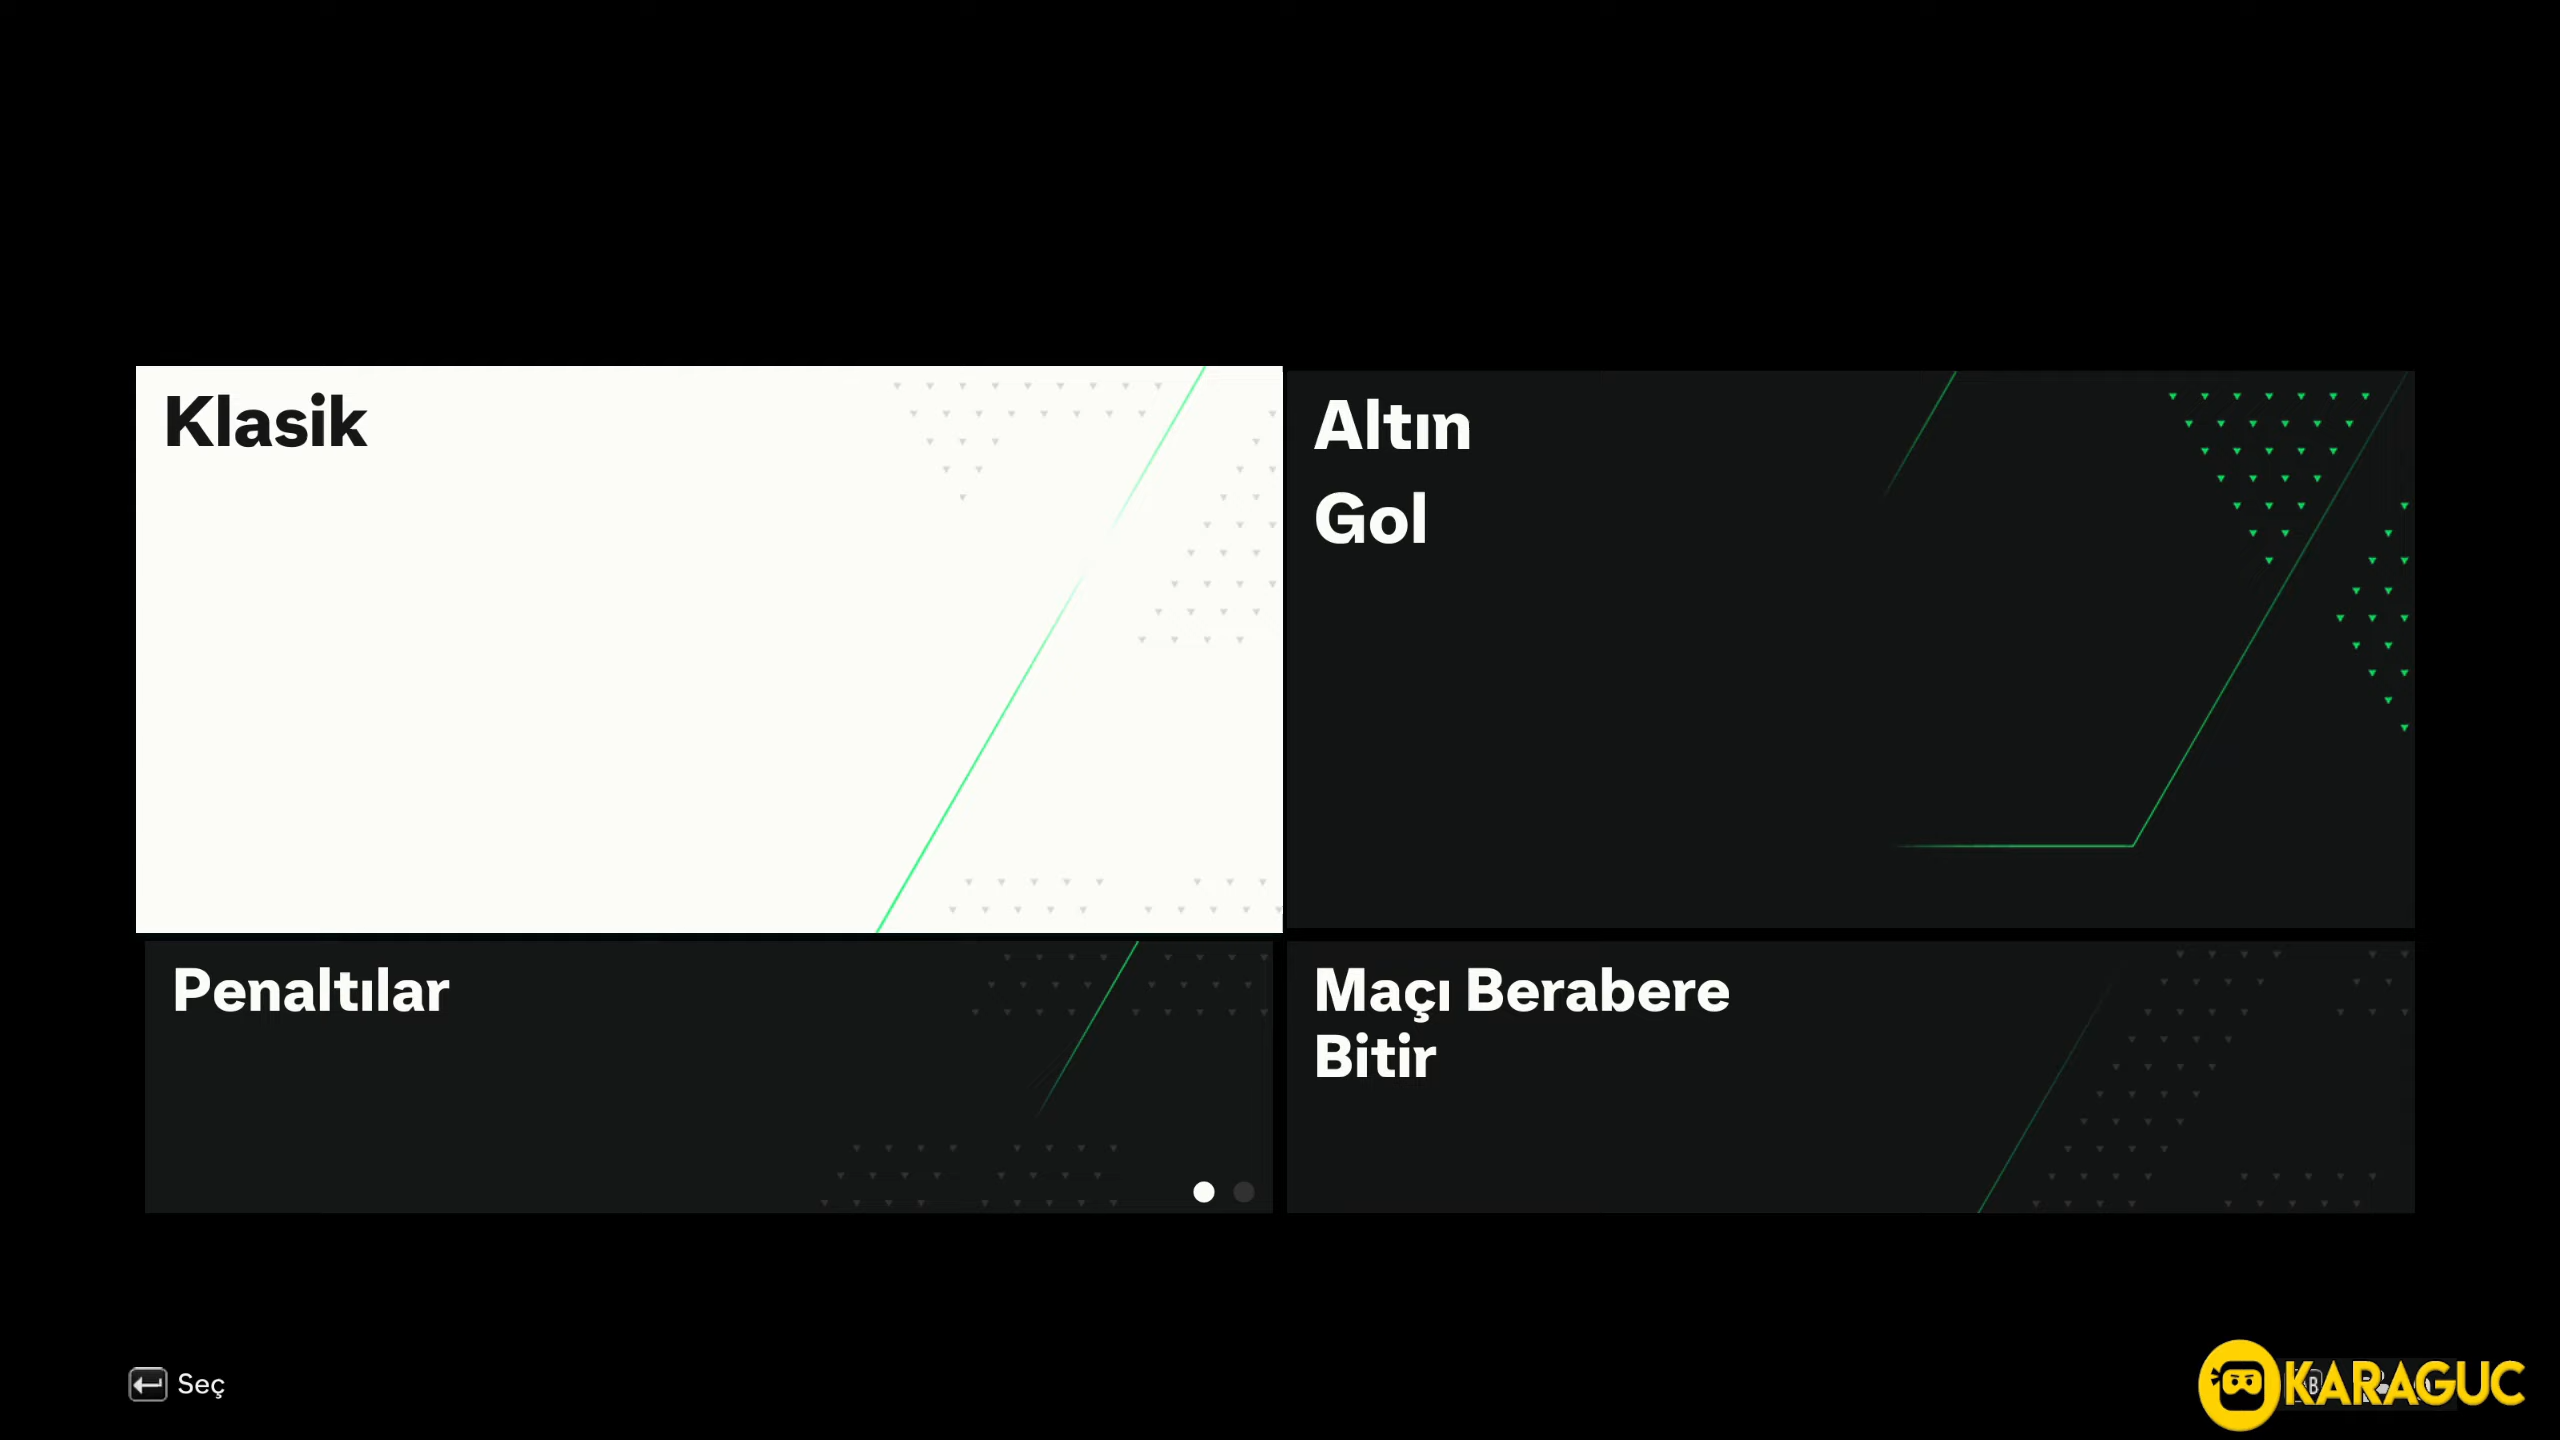 Klasik
Altın
Gol
Penaltılar
Maçı Berabere
Bitir
Seç
KARAGUC